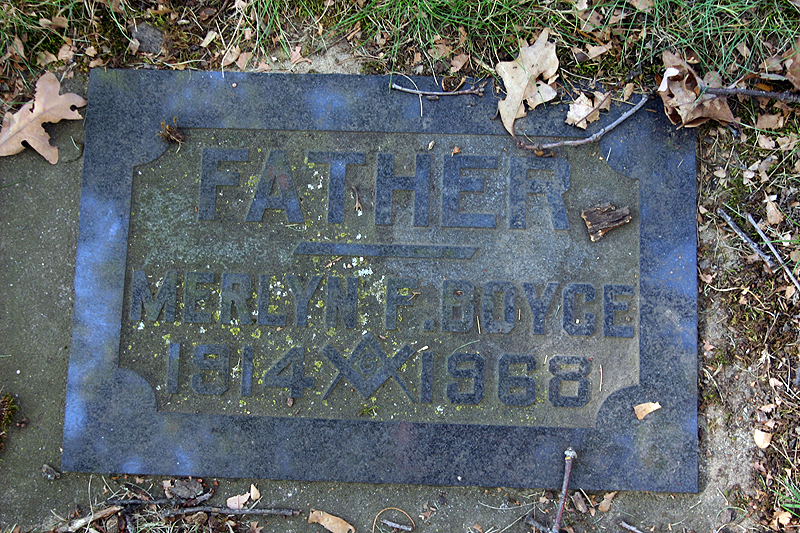 FATHER
MERLYN F. BOYCE
1914 1968